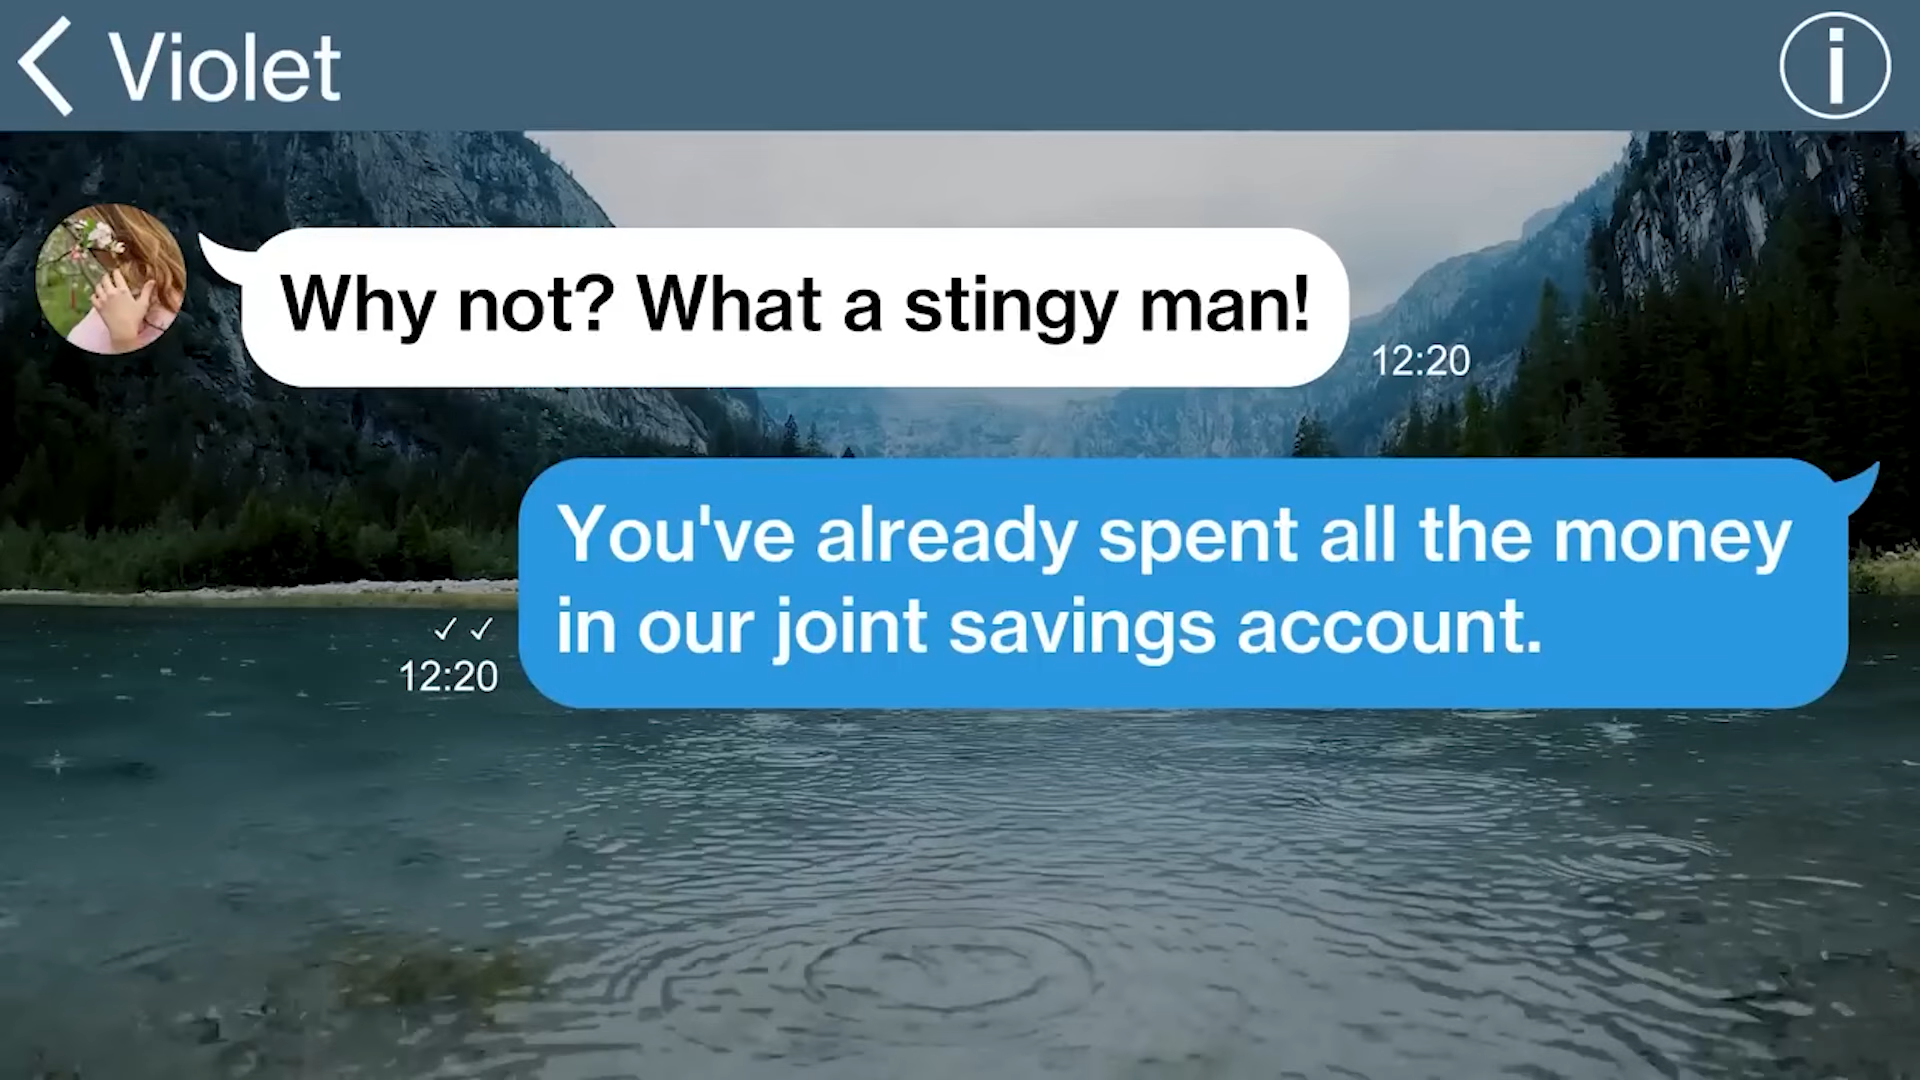 Violet
Why not? What a stingy man!
12:20
You've already spent all the money
in our joint savings account.
✓✓
12:20